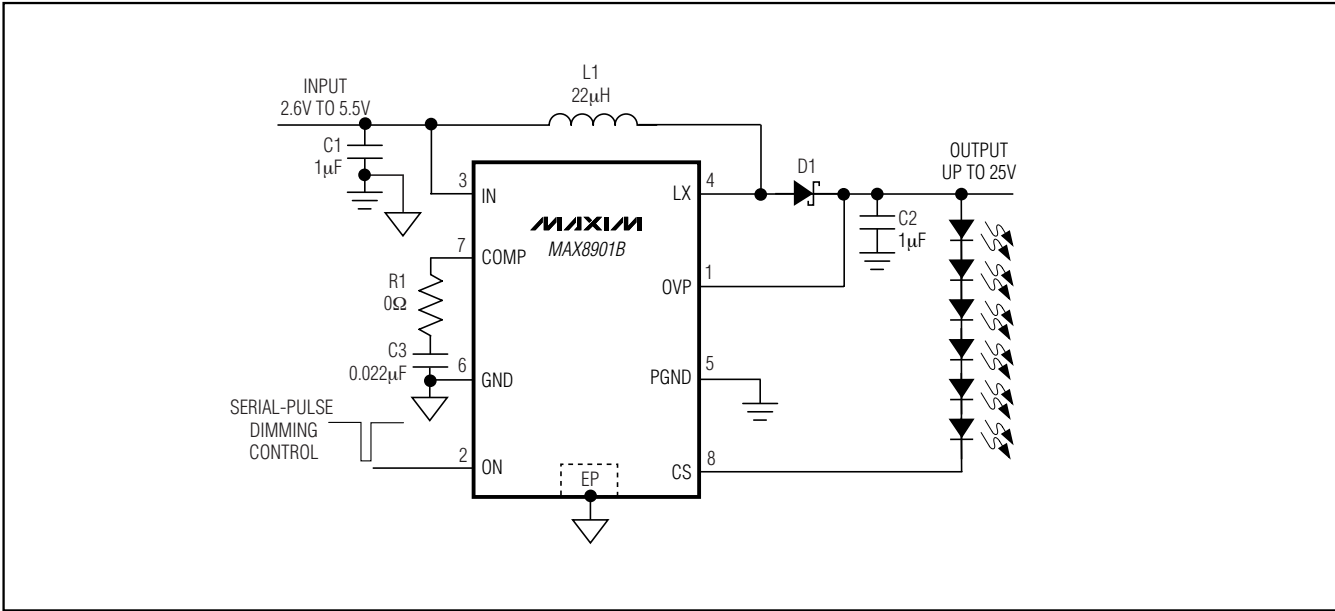 INPUT
2.6V TO 5.5V
L1
22μH
C1
1μF
3
IN
MAXIM
MAX8901B
LX
4
D1
OUTPUT
UP TO 25V
C2
1μF
7
COMP
R1
0Ω
C3
0.022μF
OVP
1
6
GND
PGND
5
SERIAL-PULSE
DIMMING
CONTROL
2
ON
EP
CS
8